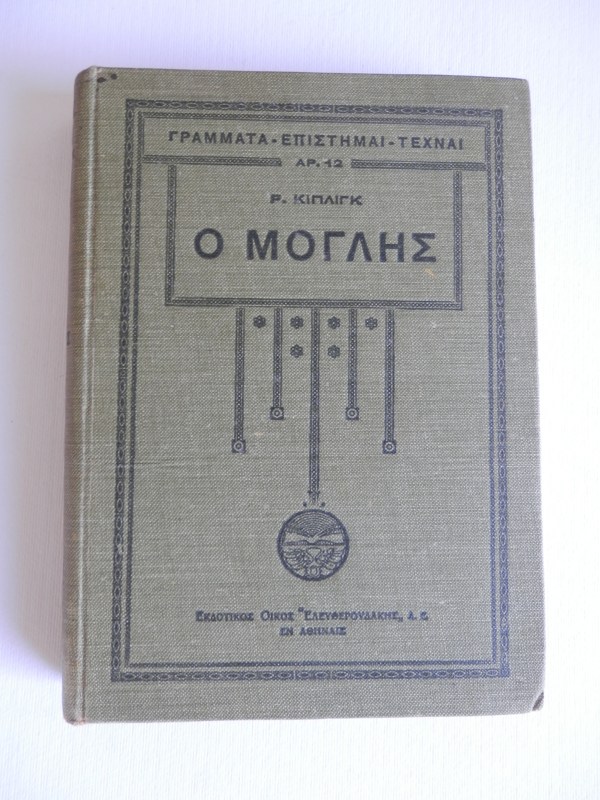 ΓΡΑΜΜΑΤΑ - ΕΠΙΣΤΗΜΑΙ - ΤΕΧΝΑΙ
ΑΡ. 12
Ρ. ΚΙΠΛΙΓΚ
Ο ΜΟΓΛΗΣ
ΕΚΔΟΤΙΚΟΣ ΟΙΚΟΣ "ΕΛΕΥΘΕΡΟΥΔΑΚΗΣ„ Α. Ε.
ΕΝ ΑΘΗΝΑΙΣ